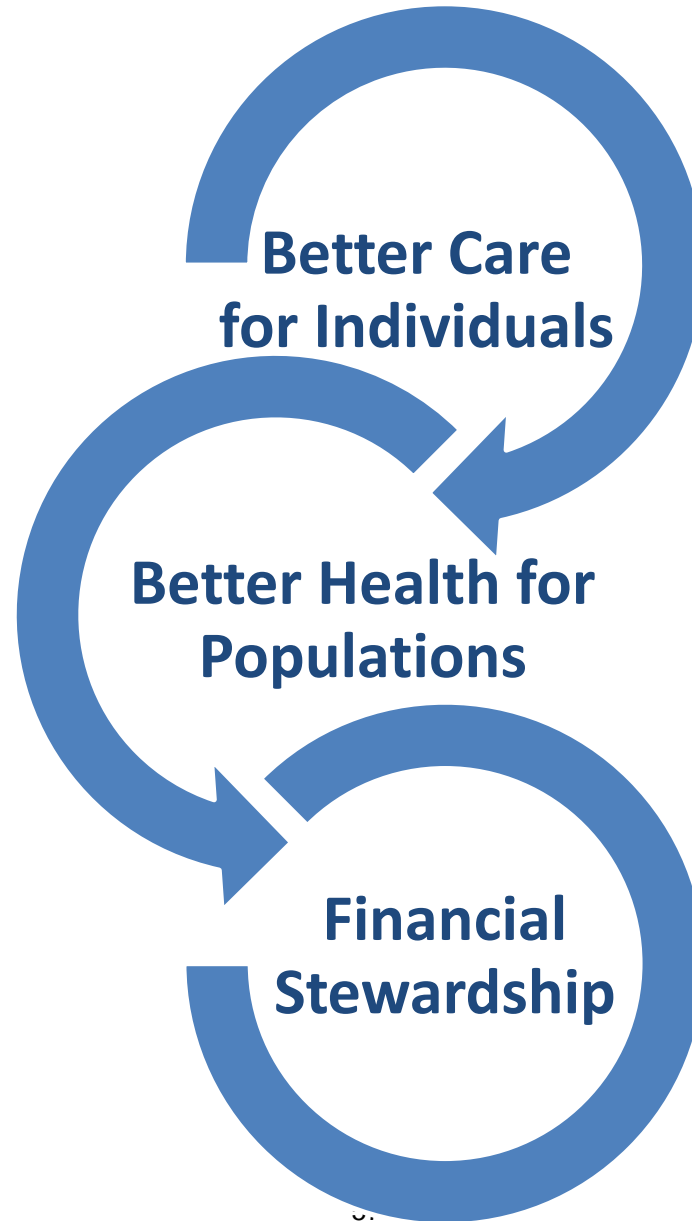 Better Care
for Individuals
Better Health for
Populations
Financial
Stewardship